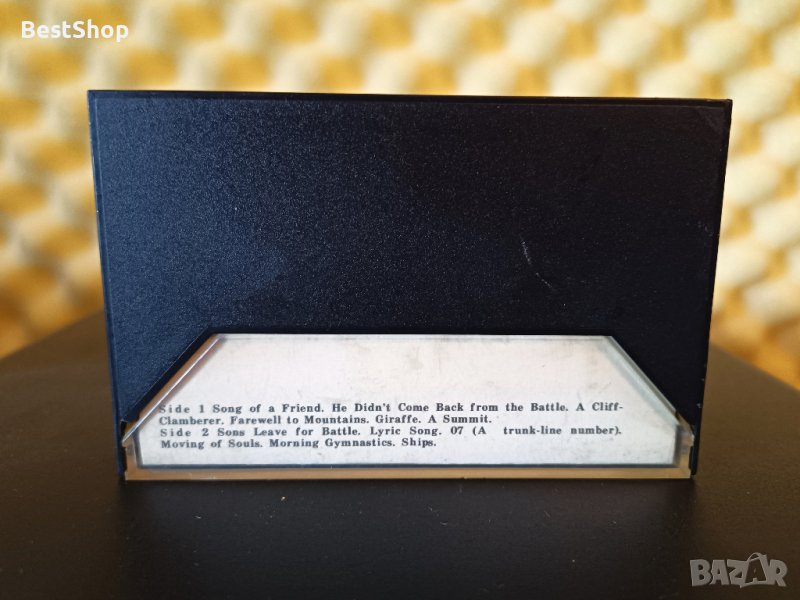 BestShop
Side 1 Song of a Friend. He Didn't Come Back from the Battle. A Cliff-
Clamberer. Farewell to Mountains. Giraffe. A Summit.
Side 2 Sons Leave for Battle. Lyric Song. 07 (A trunk-line number).
Moving of Souls. Morning Gymnastics. Ships.
BAZAR